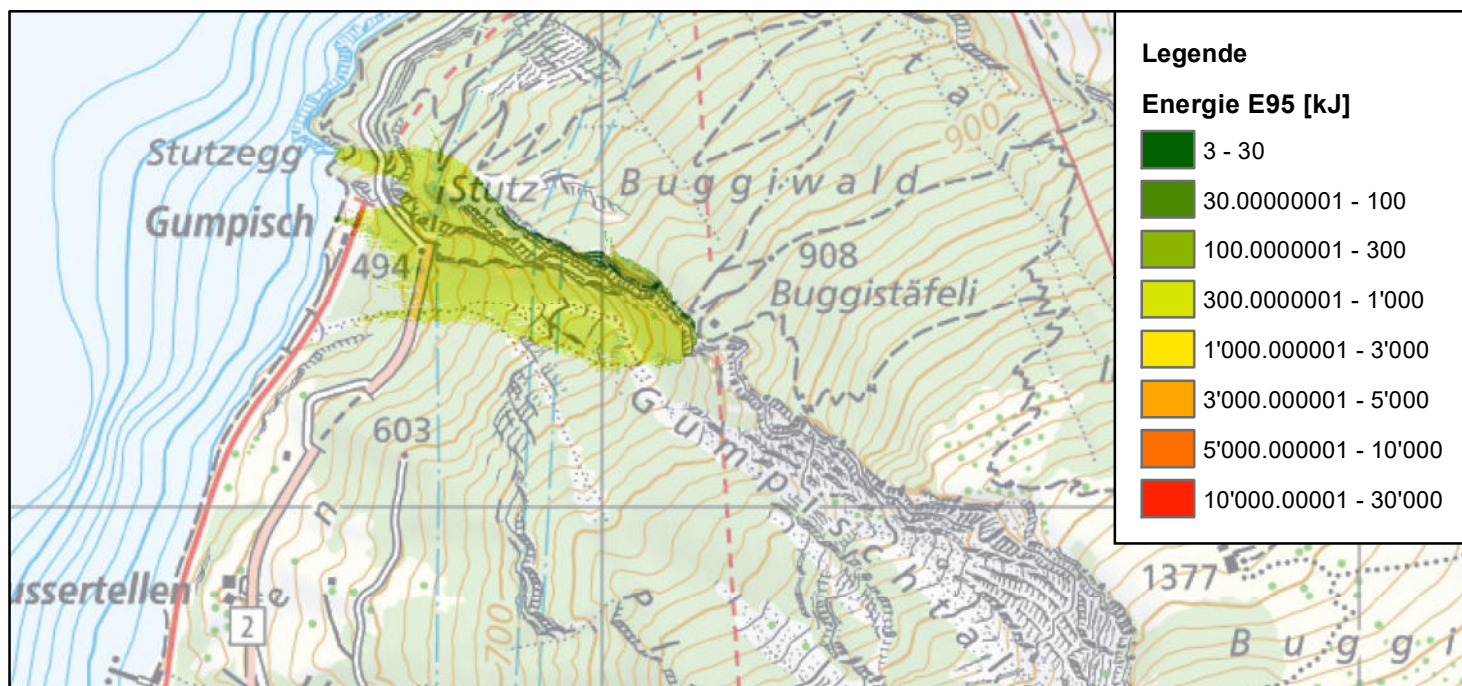 Legende
Energie E95 [kJ]
3 - 30
30.00000001 - 100
100.0000001 - 300
300.0000001 - 1'000
1'000.000001 - 3'000
3'000.000001 - 5'000
5'000.000001 - 10'000
10'000.00001 - 30'000
900
Stutzegg
Stutz
Buggiwald
Gumpisch
494
908
Buggistäfeli
603
Gumpischtal
ussertellen
2
700
1377
Buggi